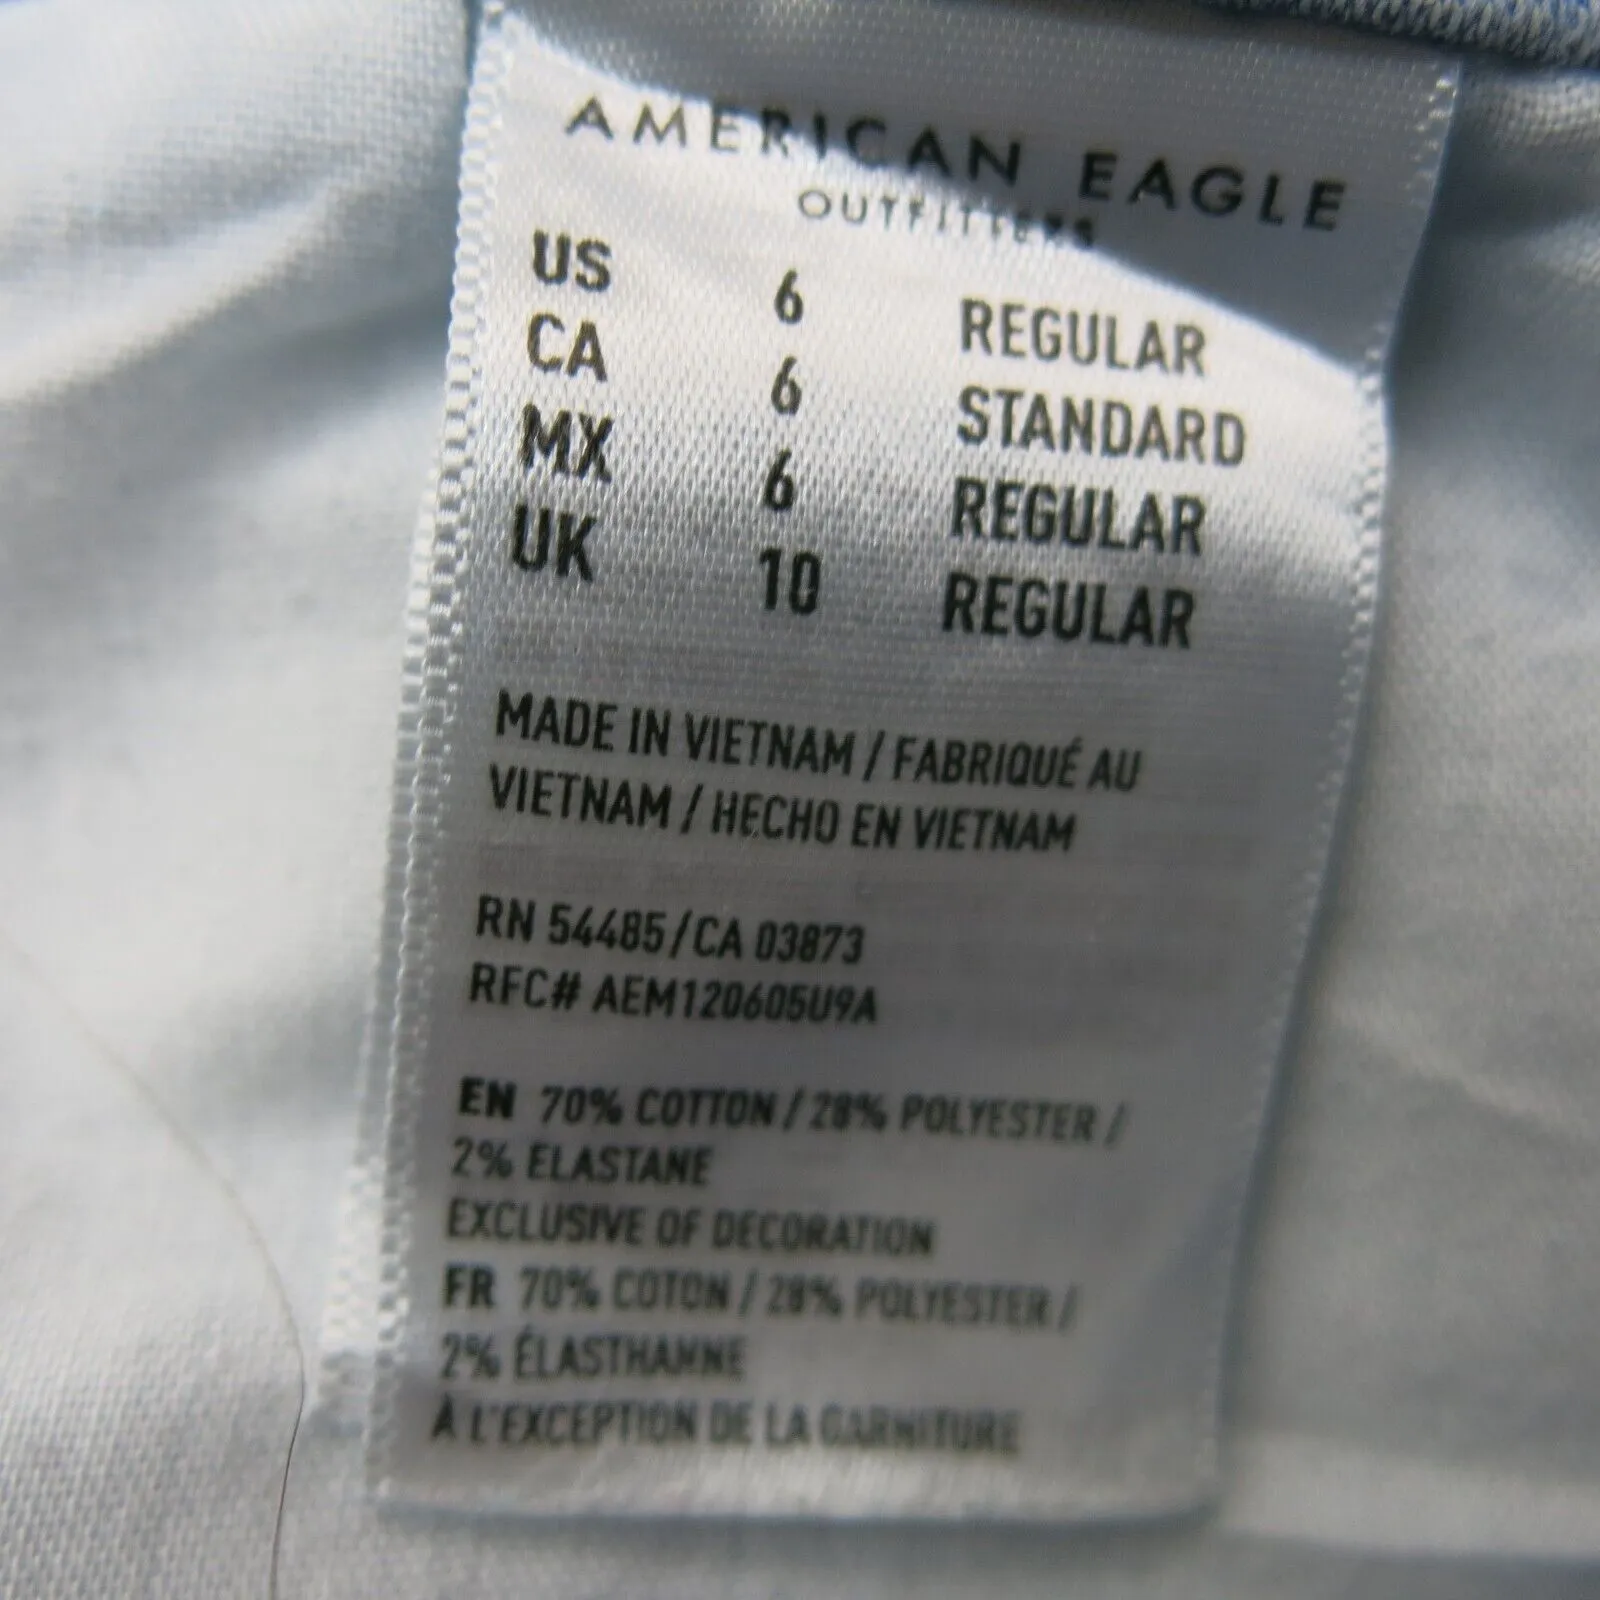 AMERICAN EAGLE
OUTFITTERS
US 6 REGULAR
CA 6 STANDARD
MX 6 REGULAR
UK 10 REGULAR
MADE IN VIETNAM / FABRIQUÉ AU
VIETNAM / HECHO EN VIETNAM
RN 54485/CA 03873
RFC# AEM120605U9A
EN 70% COTTON / 28% POLYESTER /
2% ELASTANE
EXCLUSIVE OF DECORATION
FR 70% COTON / 28% POLYESTER /
2% ÉLASTHANNE
À L'EXCEPTION DE LA GARNITURE